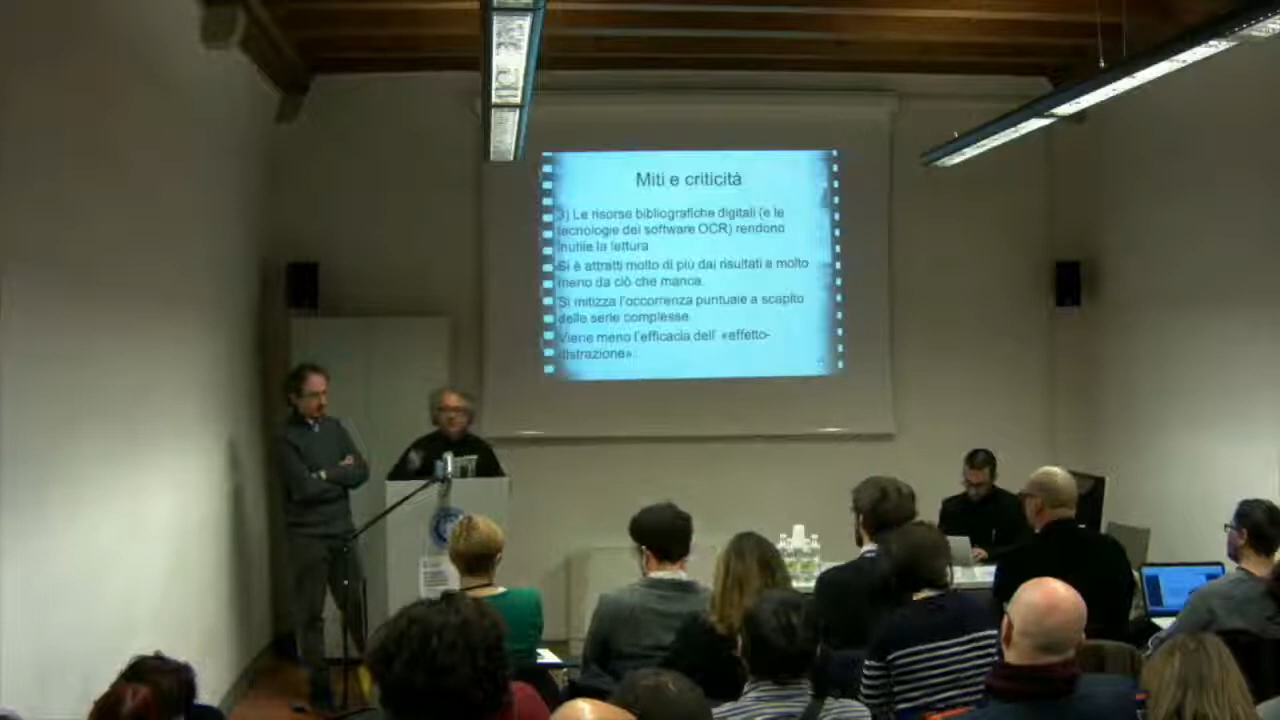 Miti e criticità
3) Le risorse bibliografiche digitali (e le
tecnologie dei software OCR) rendono
inutile la lettura
Si è attratti molto di più dai risultati e molto
meno da ciò che manca.
Si mitizza l'occorrenza puntuale a scapito
delle serie complesse.
Viene meno l'efficacia dell' «effetto-
distrazione».